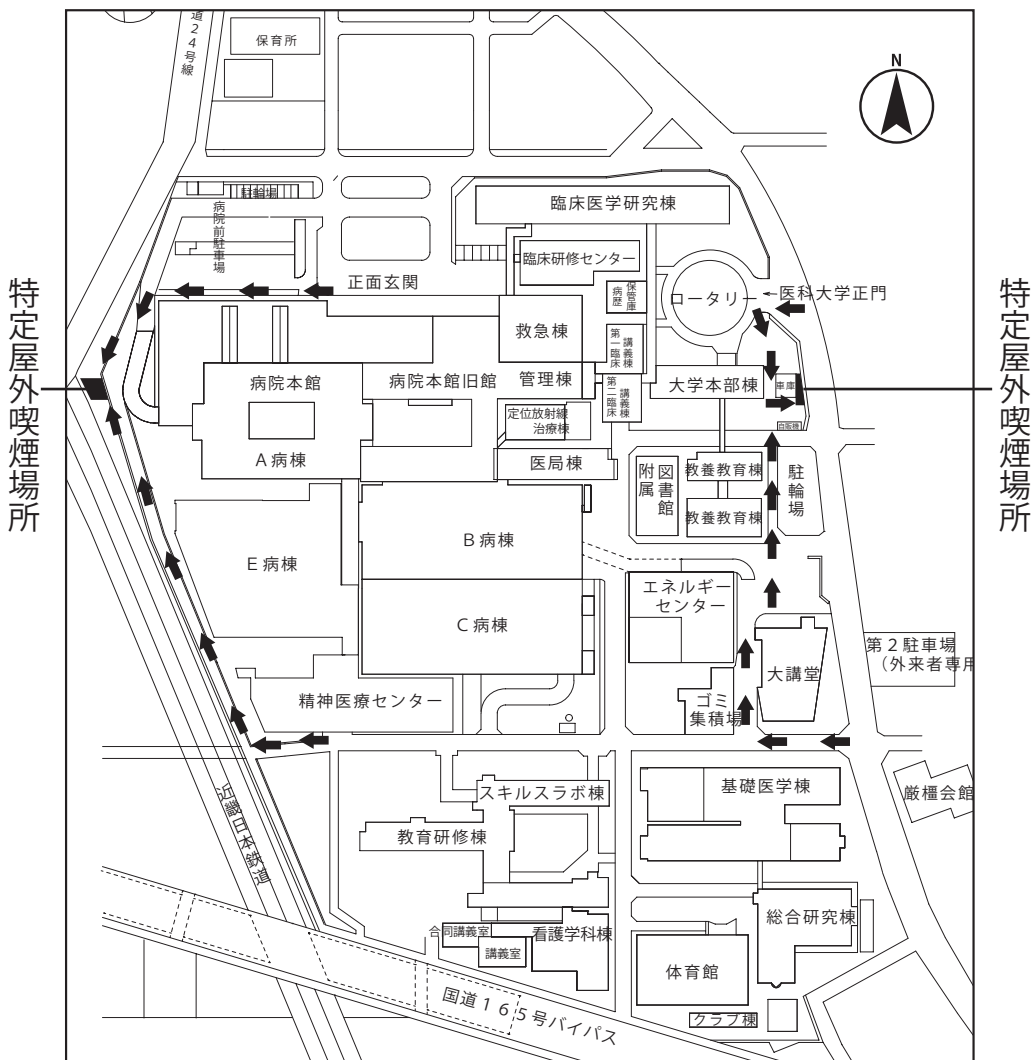 道24号線
保育所
N
駐輪場
病院前駐車場
臨床医学研究棟
臨床研修センター
正面玄関
病歴
保管庫
ロータリー
←医科大学正門
特定屋外喫煙場所
特定屋外喫煙場所
救急棟
第一臨床
講義棟
病院本館
病院本館旧館
管理棟
第二臨床
講義棟
大学本部棟
車庫
定位放射線
治療棟
自販機
A病棟
医局棟
附属
図書館
教養教育棟
駐輪場
教養教育棟
B病棟
E病棟
エネルギー
センター
C病棟
大講堂
第2駐車場
(外来者専用
精神医療センター
ゴミ
集積場
近畿日本鉄道
スキルスラボ棟
基礎医学棟
厳橿会館
教育研修棟
合同講義室
看護学科棟
総合研究棟
講義室
体育館
国道165号バイパス
クラブ棟